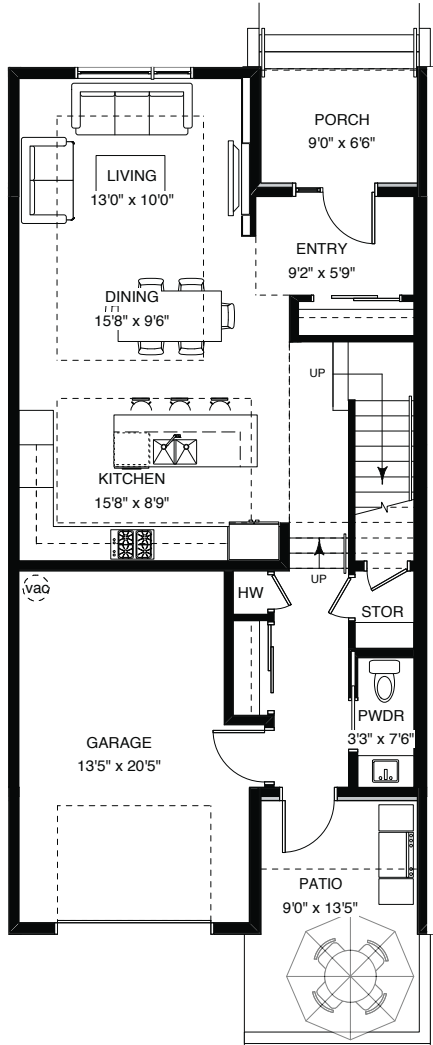 PORCH
9'0" x 6'6"
LIVING
13'0" x 10'0"
ENTRY
9'2" x 5'9"
DINING
15'8" x 9'6"
UP
KITCHEN
15'8" x 8'9"
UP
vac
HW
STOR
PWDR
3'3" x 7'6"
GARAGE
13'5" x 20'5"
PATIO
9'0" x 13'5"